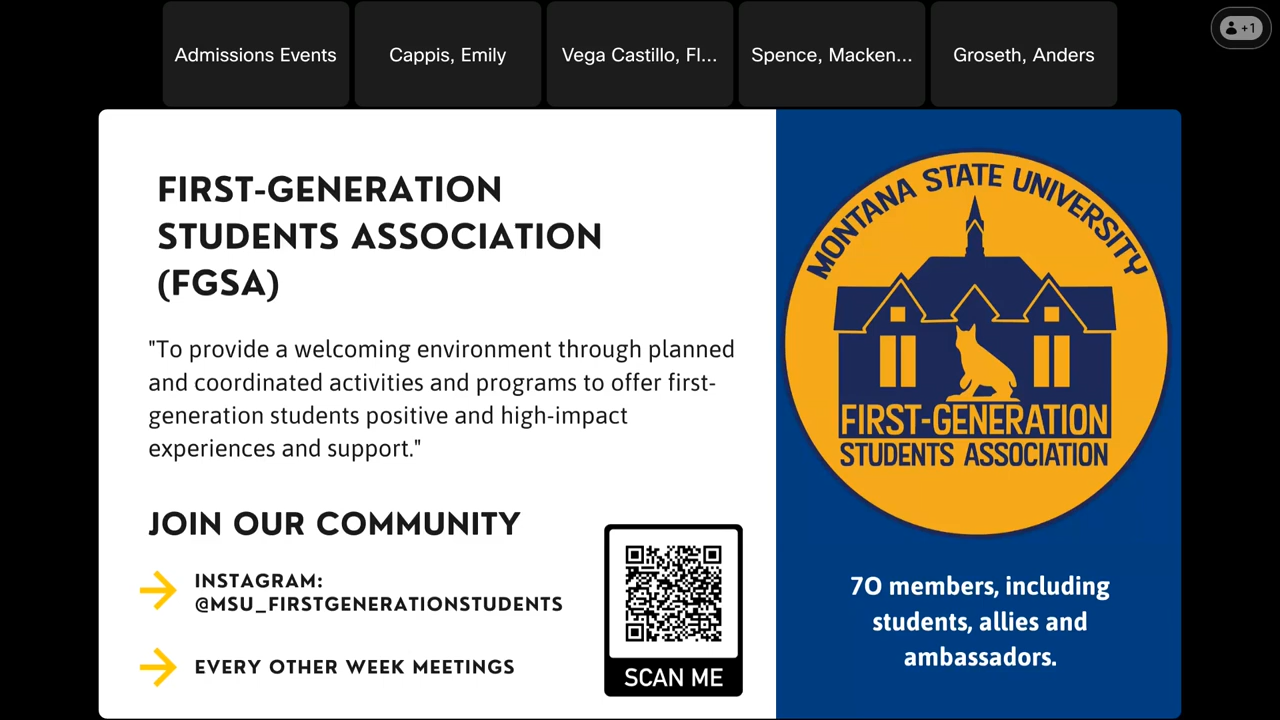 Admissions Events
Cappis, Emily
Vega Castillo, Fl...
Spence, Macken...
Groseth, Anders
+1
FIRST-GENERATION
STUDENTS ASSOCIATION
(FGSA)
"To provide a welcoming environment through planned
and coordinated activities and programs to offer first-
generation students positive and high-impact
experiences and support."
JOIN OUR COMMUNITY
INSTAGRAM:
@MSU_FIRSTGENERATIONSTUDENTS
EVERY OTHER WEEK MEETINGS
SCAN ME
MONTANA STATE UNIVERSITY
FIRST-GENERATION
STUDENTS ASSOCIATION
70 members, including
students, allies and
ambassadors.